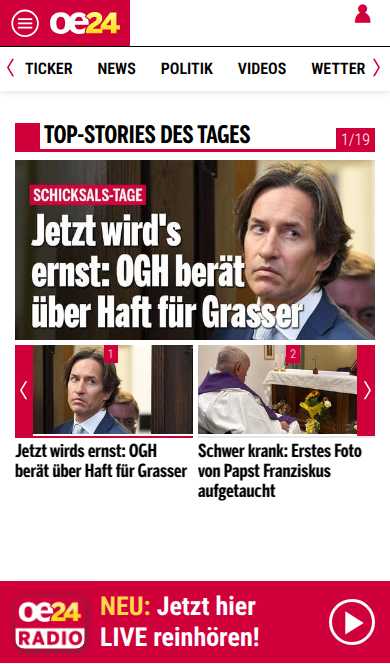 oe24
TICKER NEWS POLITIK VIDEOS WETTER
TOP-STORIES DES TAGES
1/19
SCHICKSALS-TAGE
Jetzt wird's
ernst: OGH berät
über Haft für Grasser
1
2
Jetzt wirds ernst: OGH
berät über Haft für Grasser
Schwer krank: Erstes Foto
von Papst Franziskus
aufgetaucht
oe24
RADIO
NEU: Jetzt hier
LIVE reinhören!